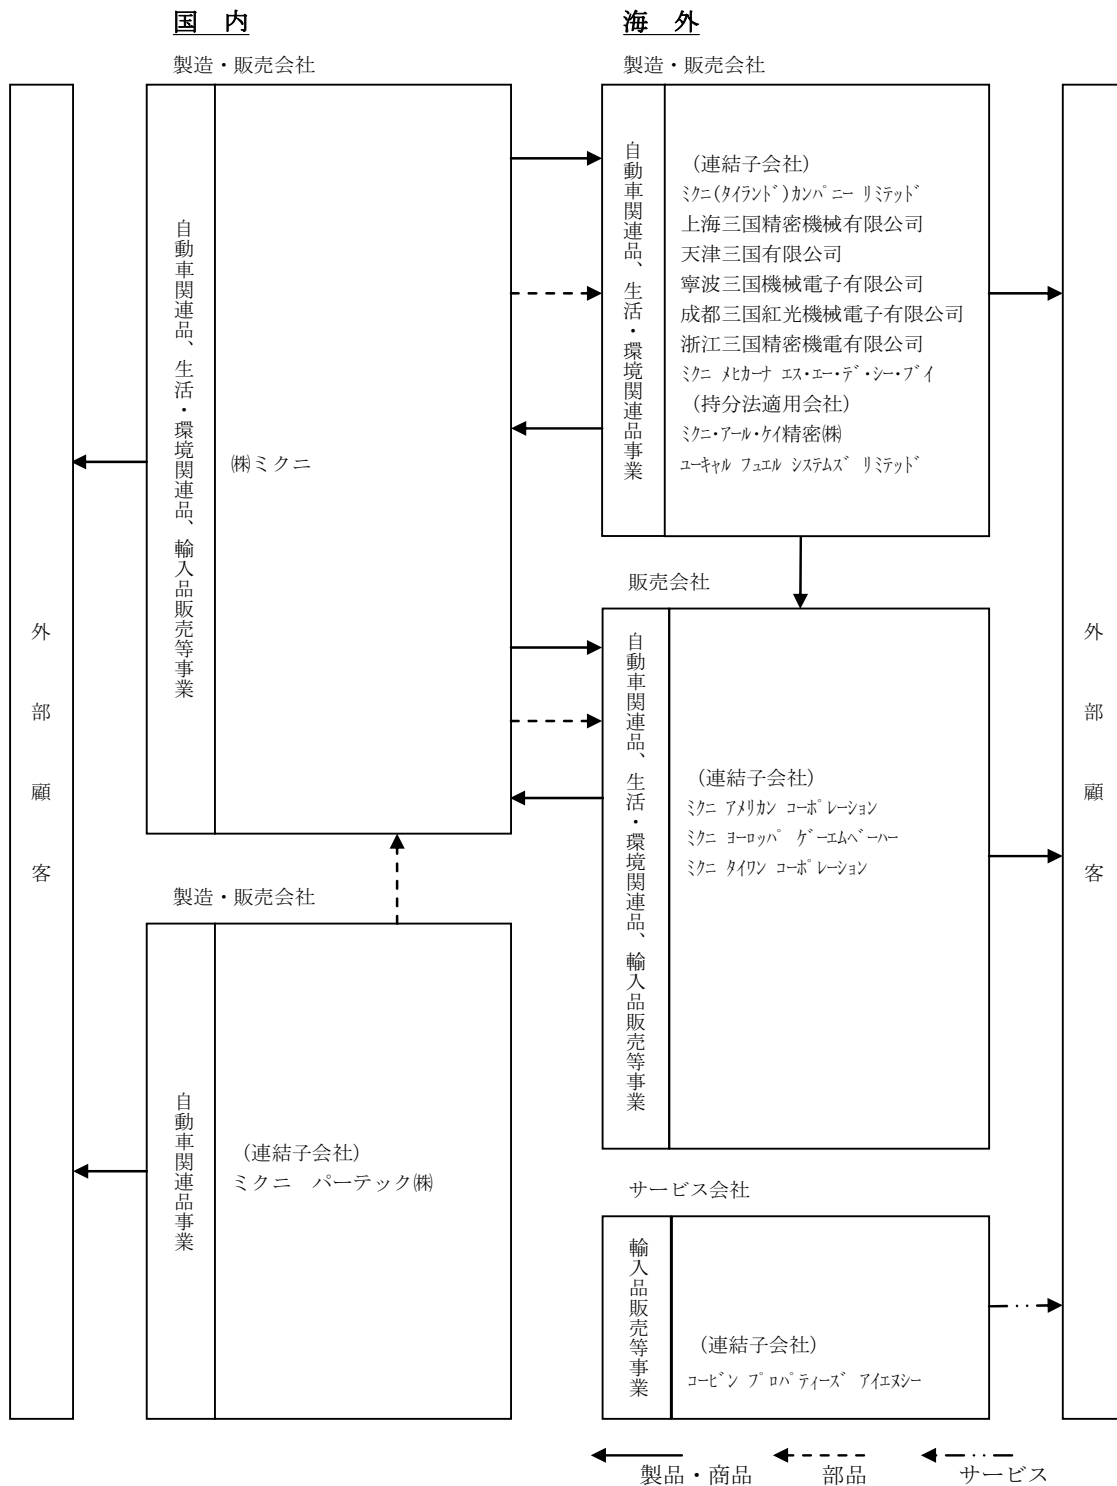 国　内
海　外
製造・販売会社
製造・販売会社
外部顧客
自動車関連品、生活・環境関連品、輸入品販売等事業
㈱ミクニ
自動車関連品、生活・環境関連品事業
（連結子会社）
ﾐｸﾆ(ﾀｲﾗﾝﾄﾞ)ｶﾝﾊﾟﾆｰ ﾘﾐﾃｯﾄﾞ
上海三国精密機械有限公司
天津三国有限公司
寧波三国機械電子有限公司
成都三国紅光機械電子有限公司
浙江三国精密機電有限公司
ﾐｸﾆ ﾒﾋｶｰﾅ ｴｽ･ｴｰ･ﾃﾞ･ｼｰ･ﾌﾞｲ
（持分法適用会社）
ﾐｸﾆ･ｱｰﾙ･ｹｲ精密㈱
ﾕｰｷｬﾙ ﾌｭｴﾙ ｼｽﾃﾑｽﾞ ﾘﾐﾃｯﾄﾞ
外部顧客
販売会社
自動車関連品、生活・環境関連品、輸入品販売等事業
（連結子会社）
ﾐｸﾆ ｱﾒﾘｶﾝ ｺｰﾎﾟﾚｰｼｮﾝ
ﾐｸﾆ ﾖｰﾛｯﾊﾟ ｹﾞｰｴﾑﾍﾞｰﾊｰ
ﾐｸﾆ ﾀｲﾜﾝ ｺｰﾎﾟﾚｰｼｮﾝ
製造・販売会社
自動車関連品事業
（連結子会社）
ミクニ　パーテック㈱
サービス会社
輸入品販売等事業
（連結子会社）
ｺｰﾋﾞﾝ ﾌﾟﾛﾊﾟﾃｨｰｽﾞ ｱｲｴﾇｼｰ
製品・商品
部品
サービス